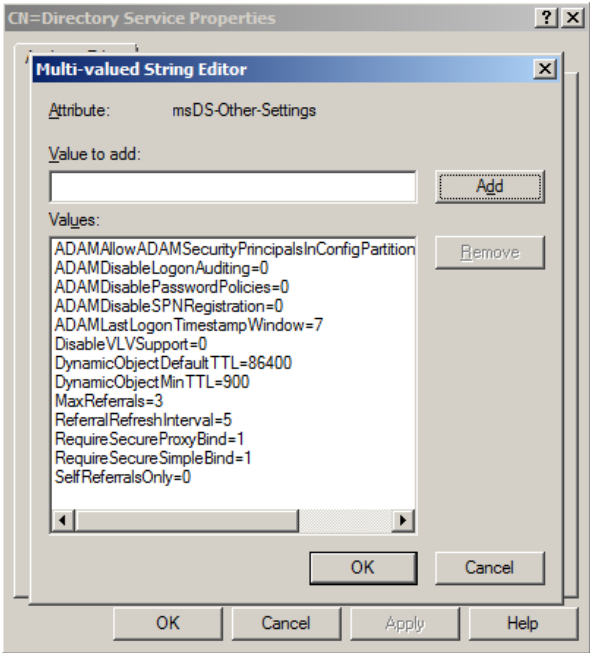 CN=Directory Service Properties
Multi-valued String Editor
Attribute: msDS-Other-Settings
Value to add:
Add
Values:
ADAMAllowADAMSecurityPrincipalsInConfigPartition
Remove
ADAMDisableLogonAuditing=0
ADAMDisablePasswordPolicies=0
ADAMDisableSPNRegistration=0
ADAMLastLogonTimestampWindow=7
DisableVLVSupport=0
DynamicObjectDefaultTTL=86400
DynamicObjectMinTTL=900
MaxReferrals=3
ReferralRefreshInterval=5
RequireSecureProxyBind=1
RequireSecureSimpleBind=1
SelfReferralsOnly=0
OK Cancel
OK Cancel Apply Help